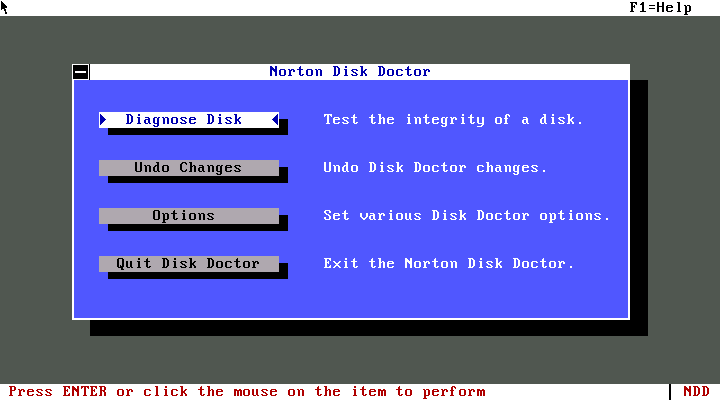 F1=Help
Norton Disk Doctor
Diagnose Disk Test the integrity of a disk.
Undo Changes Undo Disk Doctor changes.
Options Set various Disk Doctor options.
Quit Disk Doctor Exit the Norton Disk Doctor.
Press ENTER or click the mouse on the item to perform NDD